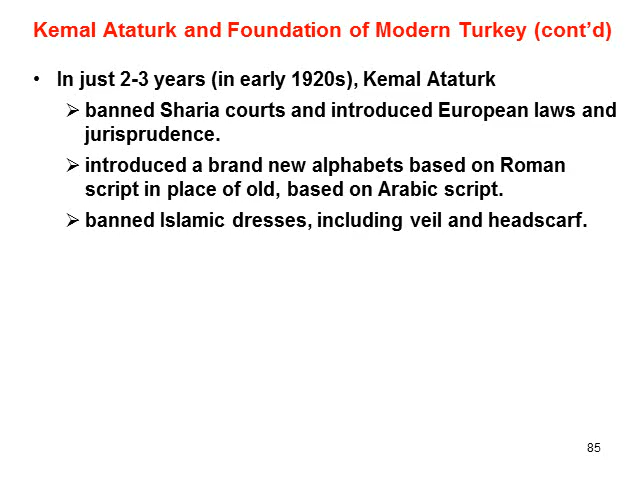 Kemal Ataturk and Foundation of Modern Turkey (cont’d)
• In just 2-3 years (in early 1920s), Kemal Ataturk
➢ banned Sharia courts and introduced European laws and
jurisprudence.
➢ introduced a brand new alphabets based on Roman
script in place of old, based on Arabic script.
➢ banned Islamic dresses, including veil and headscarf.
85